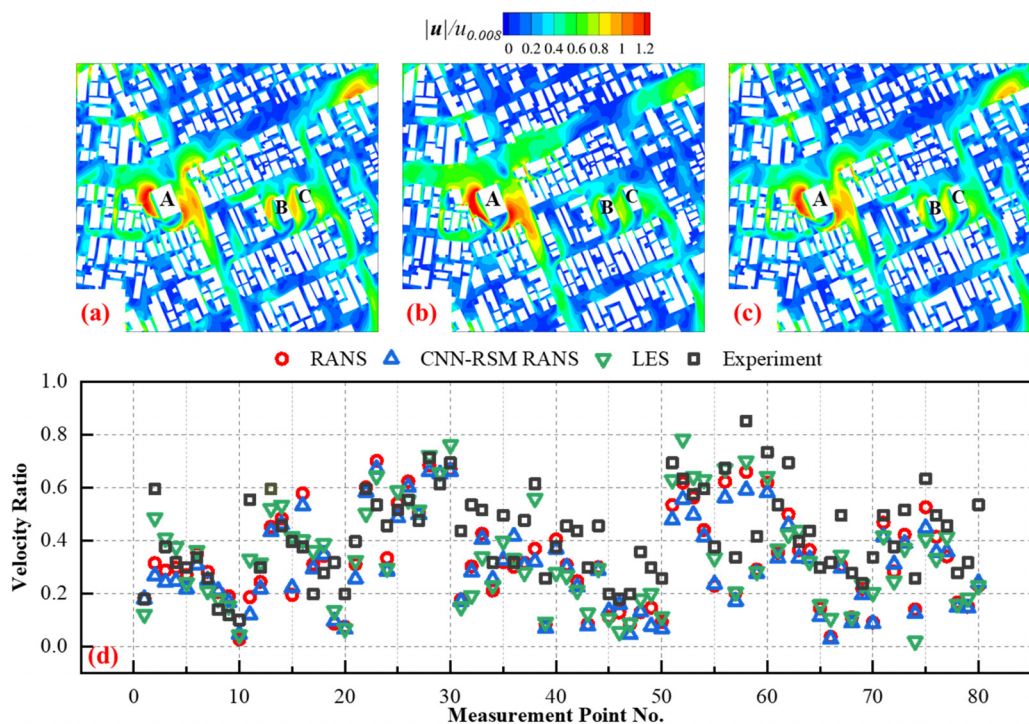 |u|/u0.008
0 0.2 0.4 0.6 0.8 1 1.2
A B C
A B C
A B C
(a) (b) (c)
RANS CNN-RSM RANS LES Experiment
1.0
0.8
0.6
0.4
0.2
0.0
Velocity Ratio
(d)
0 10 20 30 40 50 60 70 80
Measurement Point No.